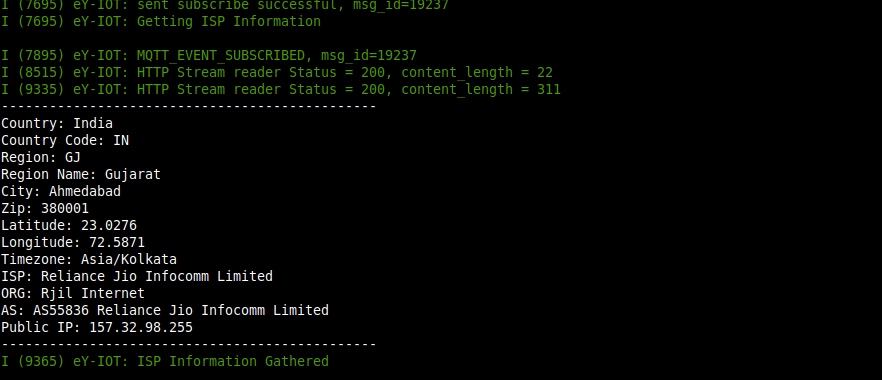 I (7695) eY-IOT: sent subscribe successful, msg_id=19237
I (7695) eY-IOT: Getting ISP Information
I (7895) eY-IOT: MQTT_EVENT_SUBSCRIBED, msg_id=19237
I (8515) eY-IOT: HTTP Stream reader Status = 200, content_length = 22
I (9335) eY-IOT: HTTP Stream reader Status = 200, content_length = 311
-----------------------------------------------
Country: India
Country Code: IN
Region: GJ
Region Name: Gujarat
City: Ahmedabad
Zip: 380001
Latitude: 23.0276
Longitude: 72.5871
Timezone: Asia/Kolkata
ISP: Reliance Jio Infocomm Limited
ORG: Rjil Internet
AS: AS55836 Reliance Jio Infocomm Limited
Public IP: 157.32.98.255
-----------------------------------------------
I (9365) eY-IOT: ISP Information Gathered